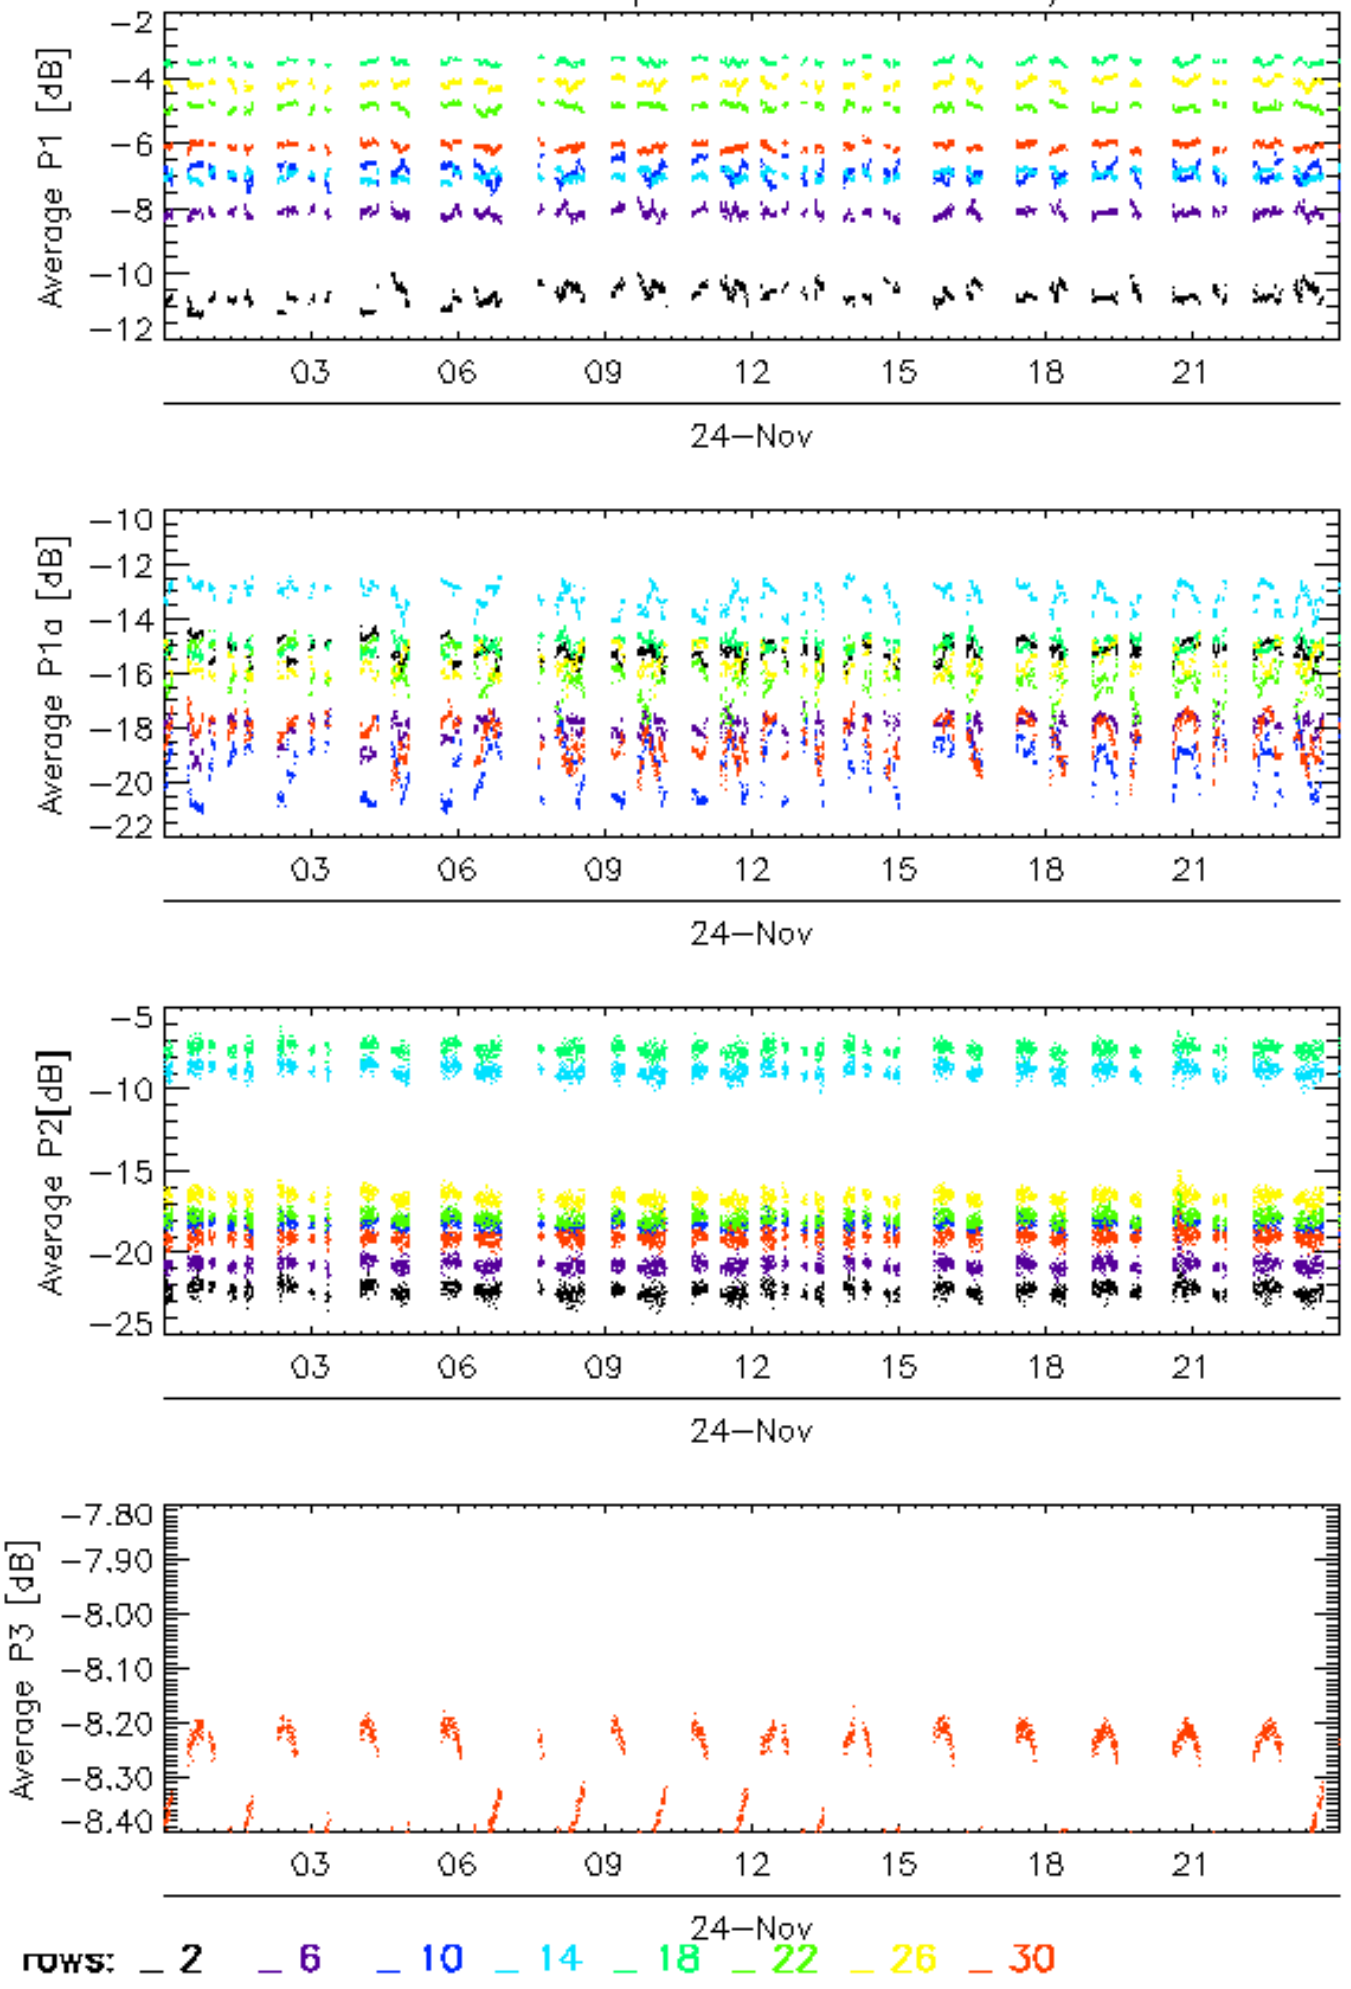 −2
−4
−6
−8
−10
−12
Average P1 [dB]
03 06 09 12 15 18 21
24−Nov
−10
−12
−14
−16
−18
−20
−22
Average P1a [dB]
03 06 09 12 15 18 21
24−Nov
−5
−10
−15
−20
−25
Average P2[dB]
03 06 09 12 15 18 21
24−Nov
−7.80
−7.90
−8.00
−8.10
−8.20
−8.30
−8.40
Average P3 [dB]
03 06 09 12 15 18 21
24−Nov
rows: _ 2 _ 6 _ 10 _ 14 _ 18 _ 22 _ 26 _ 30